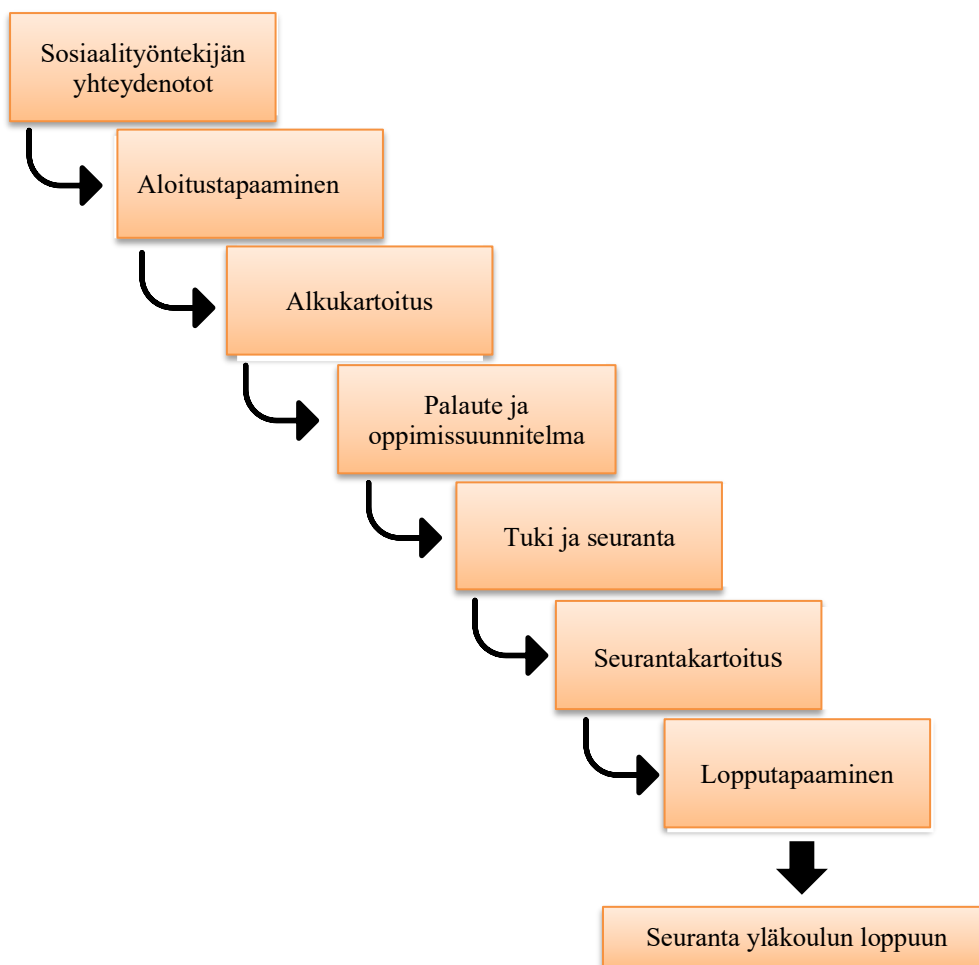 Sosiaalityöntekijän
yhteydenotot
Aloitustapaaminen
Alkukartoitus
Palaute ja
oppimissuunnitelma
Tuki ja seuranta
Seurantakartoitus
Lopputapaaminen
Seuranta yläkoulun loppuun